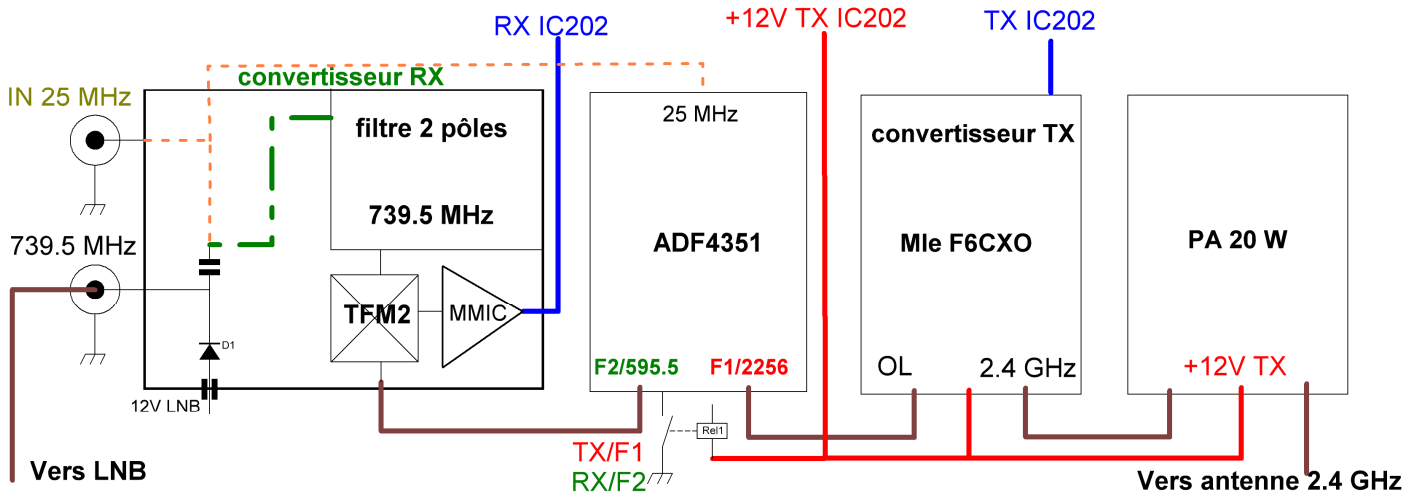 RX IC202
+12V TX IC202
TX IC202
convertisseur RX
IN 25 MHz
filtre 2 pôles
25 MHz
convertisseur TX
739.5 MHz
739.5 MHz
ADF4351
Mle F6CXO
PA 20 W
TFM2
MMIC
D1
F2/595.5
F1/2256
OL
2.4 GHz
+12V TX
12V LNB
Rel1
TX/F1
RX/F2
Vers LNB
Vers antenne 2.4 GHz